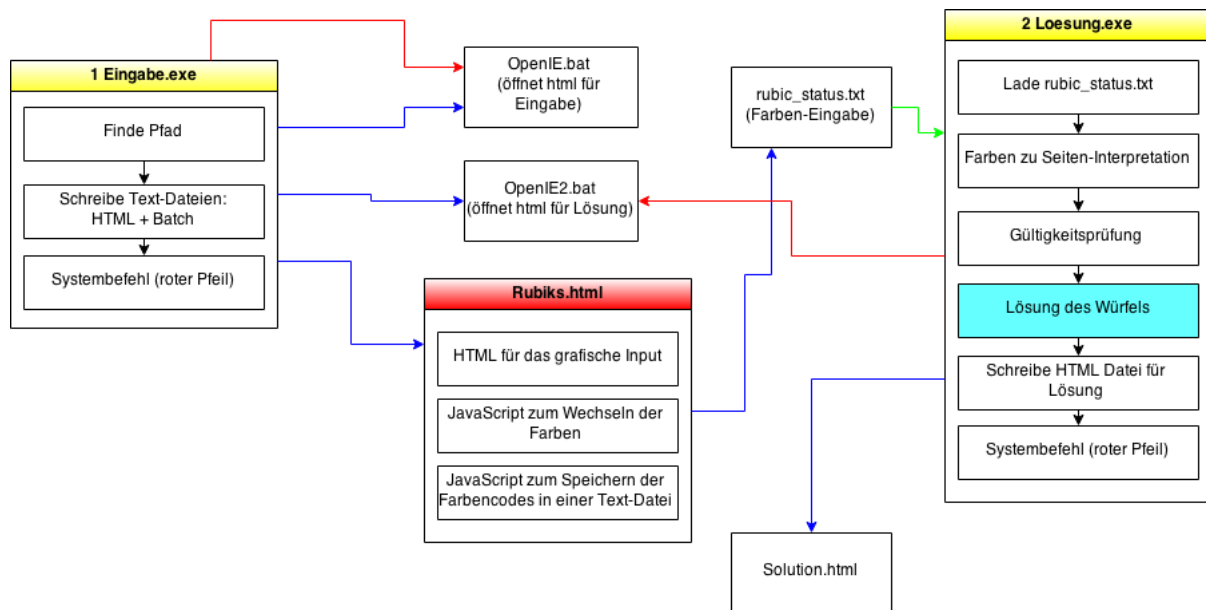 1 Eingabe.exe
Finde Pfad
Schreibe Text-Dateien:
HTML + Batch
Systembefehl (roter Pfeil)
OpenIE.bat
(öffnet html für
Eingabe)
OpenIE2.bat
(öffnet html für Lösung)
Rubiks.html
HTML für das grafische Input
JavaScript zum Wechseln der
Farben
JavaScript zum Speichern der
Farbencodes in einer Text-Datei
rubic_status.txt
(Farben-Eingabe)
Solution.html
2 Loesung.exe
Lade rubic_status.txt
Farben zu Seiten-Interpretation
Gültigkeitsprüfung
Lösung des Würfels
Schreibe HTML Datei für
Lösung
Systembefehl (roter Pfeil)